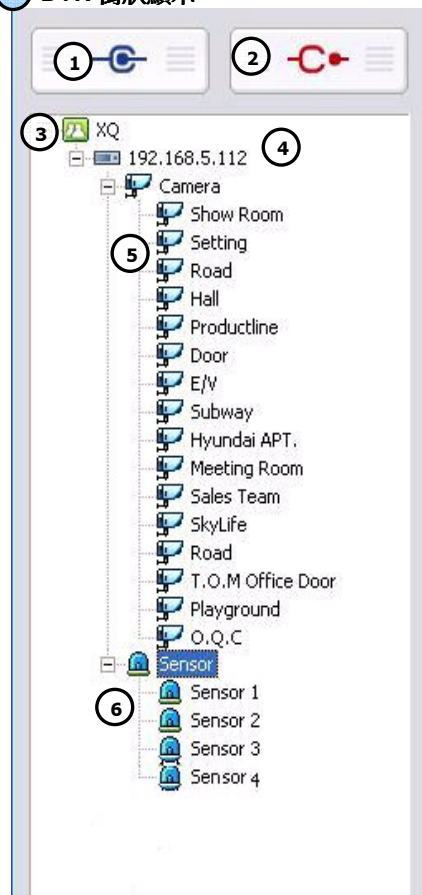 1
2
3 XQ
192.168.5.112 4
Camera
Show Room
5 Setting
Road
Hall
Productline
Door
E/V
Subway
Hyundai APT.
Meeting Room
Sales Team
SkyLife
Road
T.O.M Office Door
Playground
O.Q.C
Sensor
6 Sensor 1
Sensor 2
Sensor 3
Sensor 4